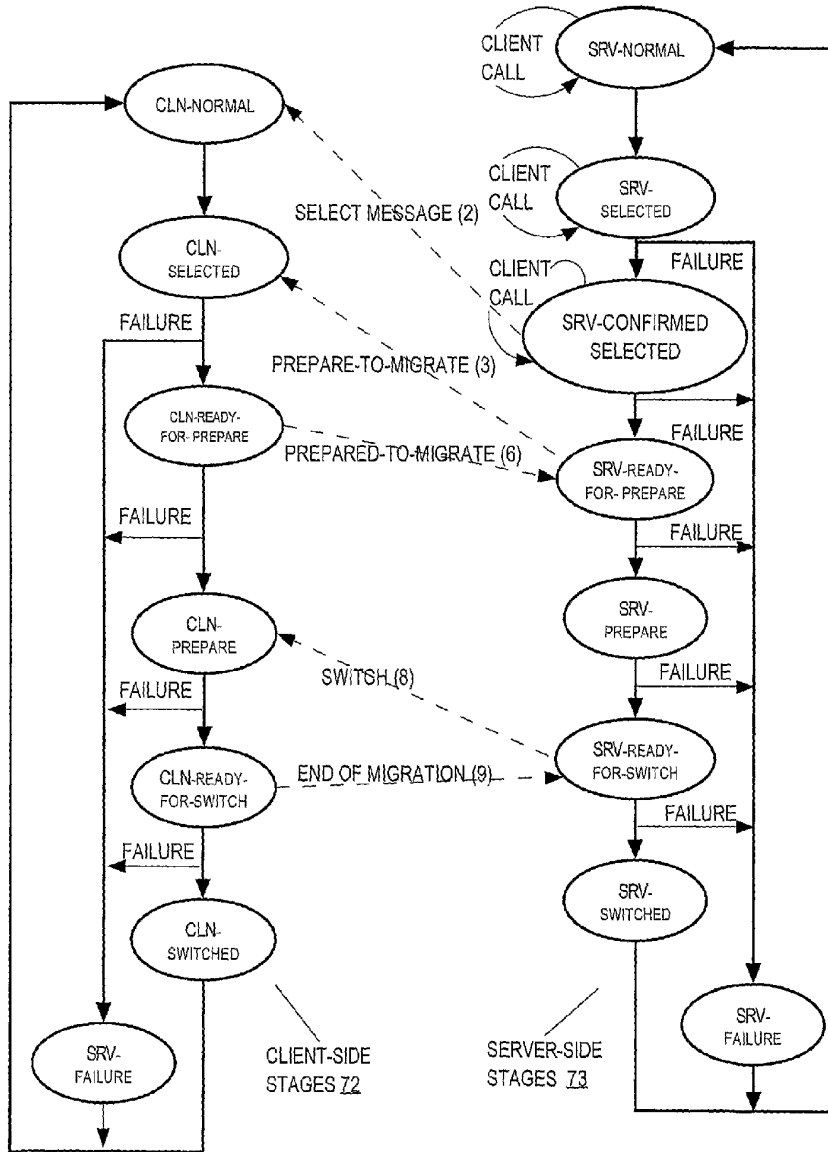 CLIENT
CALL
SRV-NORMAL
CLN-NORMAL
CLIENT
CALL
SRV-
SELECTED
SELECT MESSAGE (2)
CLN-
SELECTED
FAILURE
CLIENT
CALL
SRV-CONFIRMED
SELECTED
FAILURE
PREPARE-TO-MIGRATE (3)
CLN-READY-
FOR-PREPARE
FAILURE
PREPARED-TO-MIGRATE (6)
SRV-READY-
FOR-PREPARE
FAILURE
FAILURE
CLN-
PREPARE
SRV-
PREPARE
FAILURE
SWITCH (8)
FAILURE
CLN-READY-
FOR-SWITCH
END OF MIGRATION (9)
SRV-READY-
FOR-SWITCH
FAILURE
FAILURE
CLN-
SWITCHED
SRV-
SWITCHED
SRV-
FAILURE
CLIENT-SIDE
STAGES 72
SERVER-SIDE
STAGES 73
SRV-
FAILURE